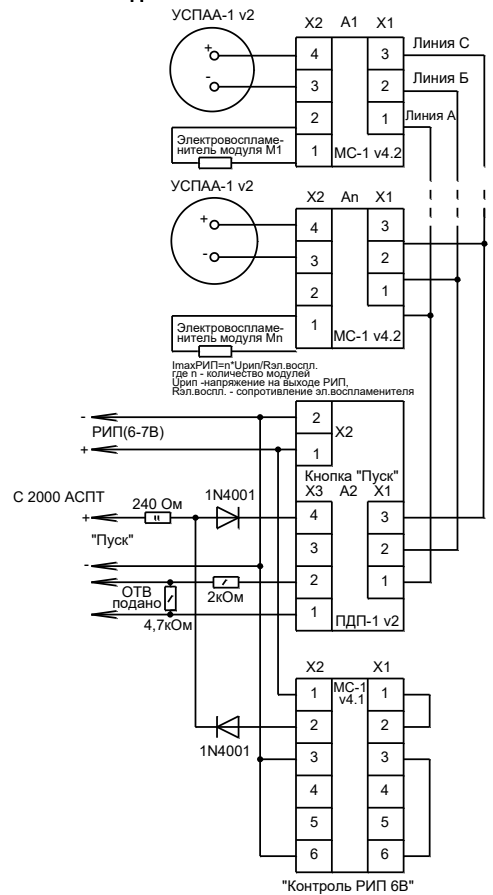 УСПАА-1 v2
X2 A1 X1
+
-
4
3
2
1
3
2
1
Линия С
Линия Б
Линия А
Электровоспламе-
нитель модуля М1
МС-1 v4.2
УСПАА-1 v2
X2 An X1
+
-
4
3
2
1
3
2
1
Электровоспламе-
нитель модуля Mn
МС-1 v4.2
ImaxРИП=n*Uрип/Rэл.воспл.
где n - количество модулей
Uрип -напряжение на выходе РИП,
Rэл.воспл. - сопротивление эл.воспламенителя
-
РИП(6-7В)
+
2
1
X2
Кнопка "Пуск"
X3 A2 X1
С 2000 АСПТ
240 Ом
1N4001
+
"Пуск"
-
4
3
2
1
3
2
1
ОТВ
подано
2кОм
4,7кОм
ПДП-1 v2
X2 X1
МС-1
v4.1
1 1
2 2
3 3
4 4
5 5
6 6
1N4001
"Контроль РИП 6В"